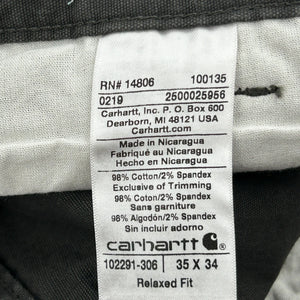 RN# 14806 100135
0219 2500025956
Carhartt, Inc. P.O. Box 600
Dearborn, MI 48121 USA
Carhartt.com
Made in Nicaragua
Fabriqué au Nicaragua
Hecho en Nicaragua
98% Cotton/2% Spandex
Exclusive of Trimming
98% Coton/2% Spandex
Sans garniture
98% Algodón/2% Spandex
Sin incluir adorno
carhartt
102291-306 35 X 34
Relaxed Fit